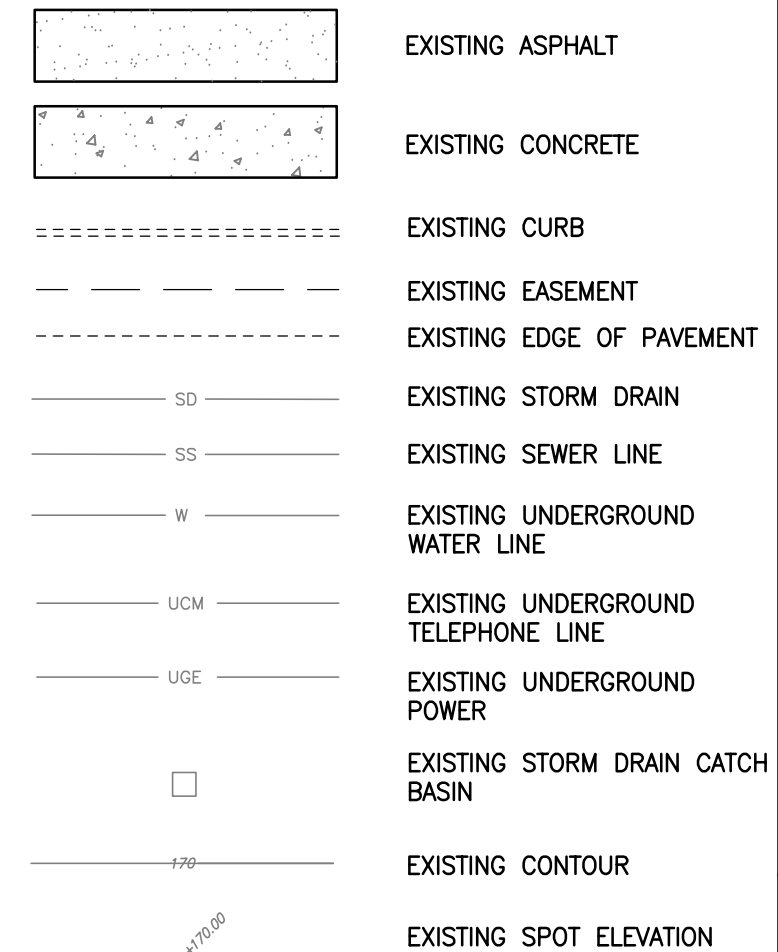 EXISTING ASPHALT
EXISTING CONCRETE
EXISTING CURB
EXISTING EASEMENT
EXISTING EDGE OF PAVEMENT
SD EXISTING STORM DRAIN
SS EXISTING SEWER LINE
W EXISTING UNDERGROUND
WATER LINE
UCM EXISTING UNDERGROUND
TELEPHONE LINE
UGE EXISTING UNDERGROUND
POWER
EXISTING STORM DRAIN CATCH
BASIN
170 EXISTING CONTOUR
+170.00 EXISTING SPOT ELEVATION